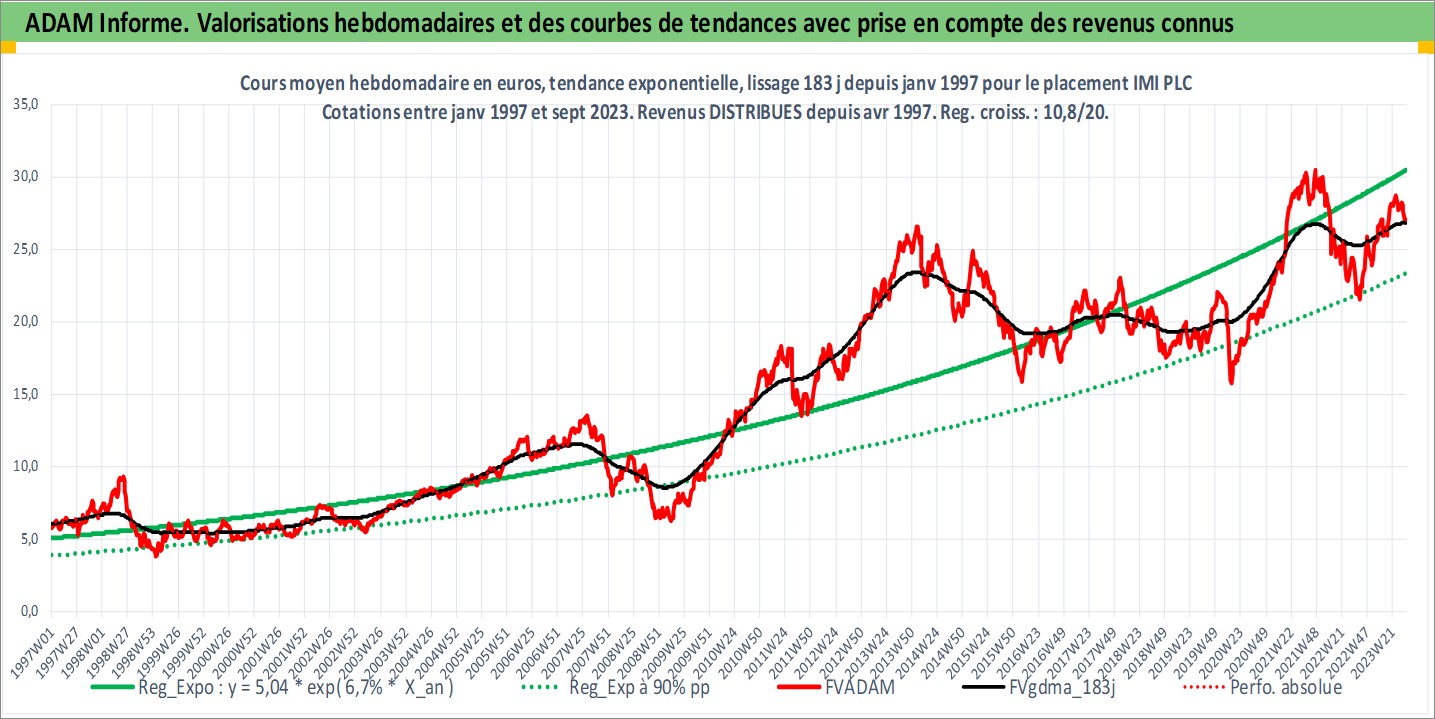 ADAM Informe. Valorisations hebdomadaires et des courbes de tendances avec prise en compte des revenus connus
Cours moyen hebdomadaire en euros, tendance exponentielle, lissage 183 j depuis janv 1997 pour le placement IMI PLC
Cotations entre janv 1997 et sept 2023. Revenus DISTRIBUES depuis avr 1997. Reg. croiss. : 10,8/20.
35,0
30,0
25,0
20,0
15,0
10,0
5,0
0,0
1997W01 1997W27 1998W01 1998W27 1998W53 1999W26 1999W52 2000W26 2000W52 2001W26 2001W52 2002W26 2002W52 2003W26 2003W52 2004W26 2004W52 2005W25 2005W51 2006W25 2006W51 2007W25 2007W51 2008W25 2008W51 2009W25 2009W51 2010W24 2010W50 2011W24 2011W50 2012W24 2012W50 2013W24 2013W50 2014W24 2014W50 2015W24 2015W50 2016W23 2016W49 2017W23 2017W49 2018W23 2018W49 2019W23 2019W49 2020W23 2020W49 2021W22 2021W48 2022W21 2022W47 2023W21
Reg_Expo : y = 5,04 * exp( 6,7% * X_an ) Reg_Exp à 90% pp FVADAM FVgdma_183j Perfo. absolue